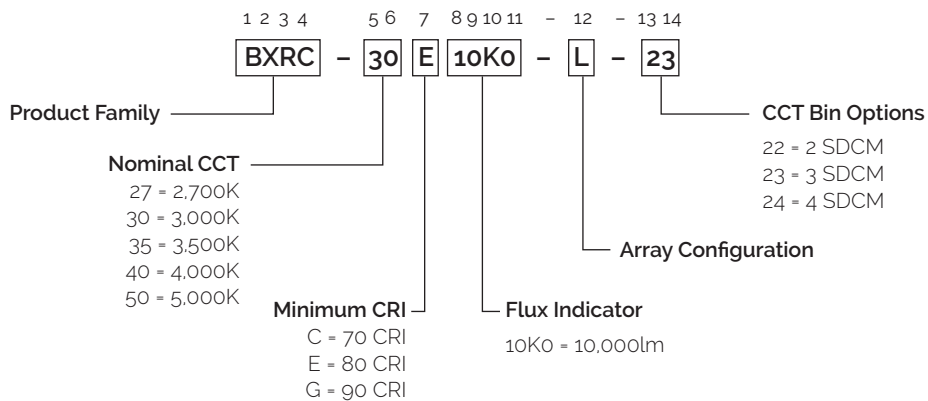 1 2 3 4 5 6 7 8 9 10 11 – 12 – 13 14
BXRC – 30 E 10K0 – L – 23
Product Family
CCT Bin Options
22 = 2 SDCM
23 = 3 SDCM
24 = 4 SDCM
Nominal CCT
27 = 2,700K
30 = 3,000K
35 = 3,500K
40 = 4,000K
50 = 5,000K
Array Configuration
Minimum CRI
C = 70 CRI
E = 80 CRI
G = 90 CRI
Flux Indicator
10K0 = 10,000lm